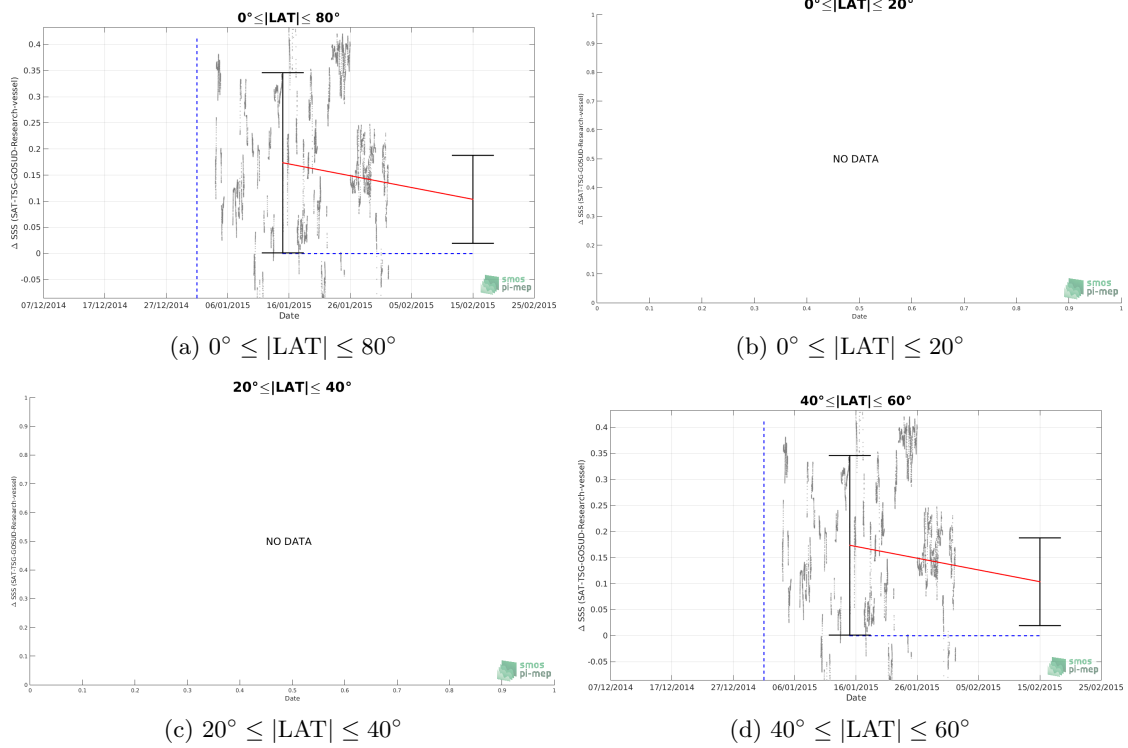 0°≤|LAT|≤ 80°
Δ SSS (SAT-TSG-GOSUD-Research-vessel)
0.4
0.35
0.3
0.25
0.2
0.15
0.1
0.05
0
-0.05
07/12/2014 17/12/2014 27/12/2014 06/01/2015 16/01/2015 26/01/2015 05/02/2015 15/02/2015 25/02/2015
Date
smos
pi-mep
(a) 0° ≤ |LAT| ≤ 80°
0°≤|LAT|≤ 20°
Δ SSS (SAT-TSG-GOSUD-Research-vessel)
1
0.9
0.8
0.7
0.6
0.5
0.4
0.3
0.2
0.1
0
NO DATA
0 0.1 0.2 0.3 0.4 0.5 0.6 0.7 0.8 0.9 1
Date
smos
pi-mep
(b) 0° ≤ |LAT| ≤ 20°
20°≤|LAT|≤ 40°
Δ SSS (SAT-TSG-GOSUD-Research-vessel)
1
0.9
0.8
0.7
0.6
0.5
0.4
0.3
0.2
0.1
0
NO DATA
0 0.1 0.2 0.3 0.4 0.5 0.6 0.7 0.8 0.9 1
Date
smos
pi-mep
(c) 20° ≤ |LAT| ≤ 40°
40°≤|LAT|≤ 60°
Δ SSS (SAT-TSG-GOSUD-Research-vessel)
0.4
0.35
0.3
0.25
0.2
0.15
0.1
0.05
0
-0.05
07/12/2014 17/12/2014 27/12/2014 06/01/2015 16/01/2015 26/01/2015 05/02/2015 15/02/2015 25/02/2015
Date
smos
pi-mep
(d) 40° ≤ |LAT| ≤ 60°